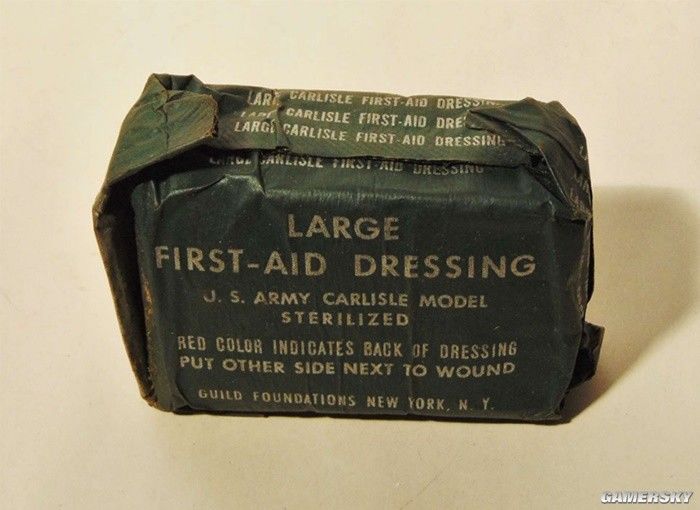 LARGE CARLISLE FIRST-AID DRESSING
CARLISLE FIRST-AID DRE
LARGE CARLISLE FIRST-AID DRESSING
LARGE CARLISLE FIRST-AID DRESSING
LARGE
FIRST-AID DRESSING
U. S. ARMY CARLISLE MODEL
STERILIZED
RED COLOR INDICATES BACK OF DRESSING
PUT OTHER SIDE NEXT TO WOUND
GUILD FOUNDATIONS NEW YORK, N. Y.
GAMERSKY